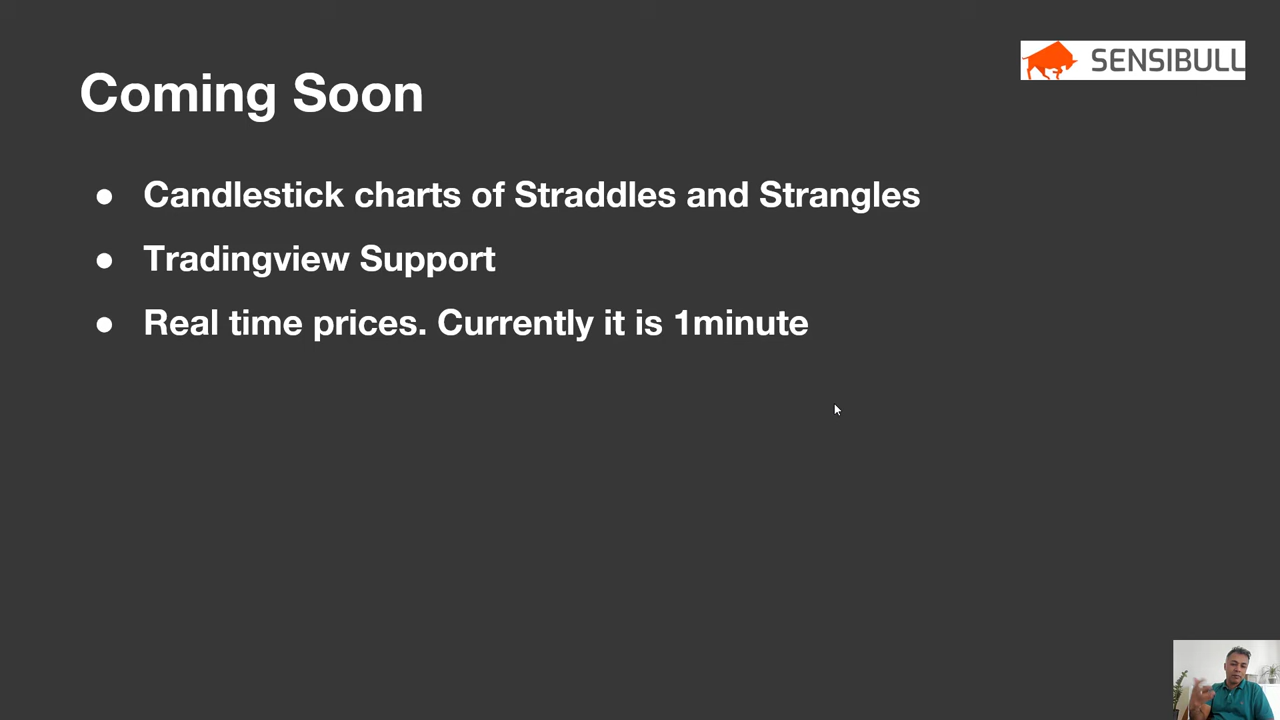 SENSIBULL
Coming Soon
● Candlestick charts of Straddles and Strangles
● Tradingview Support
● Real time prices. Currently it is 1minute